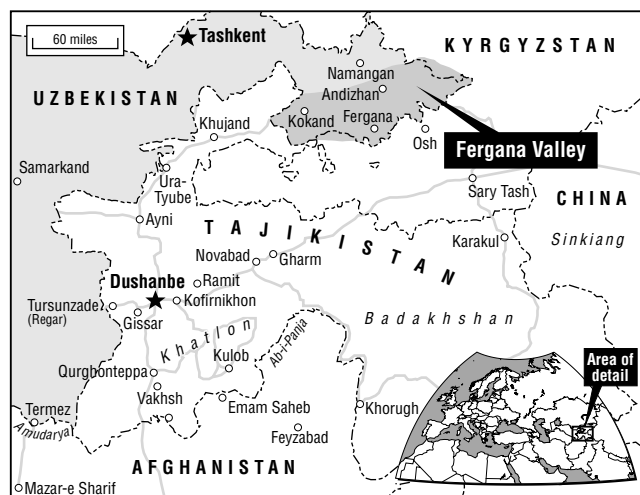 60 miles
Tashkent
KYRGYZSTAN
Namangan
Andizhan
UZBEKISTAN
Kokand
Fergana
Khujand
Osh
Fergana Valley
Samarkand
Ura-
Tyube
Sary Tash
CHINA
Ayni
TAJIKISTAN
Karakul
Sinkiang
Novabad
Gharm
Dushanbe
Ramit
Kofirnikhon
Tursunzade
(Regar)
Gissar
Khatlon
Badakhshan
Ab-i-Panja
Area of
detail
Qurghonteppa
Kulob
Vakhsh
Emam Saheb
Khorugh
Termez
Amudarya
Feyzabad
AFGHANISTAN
Mazar-e Sharif